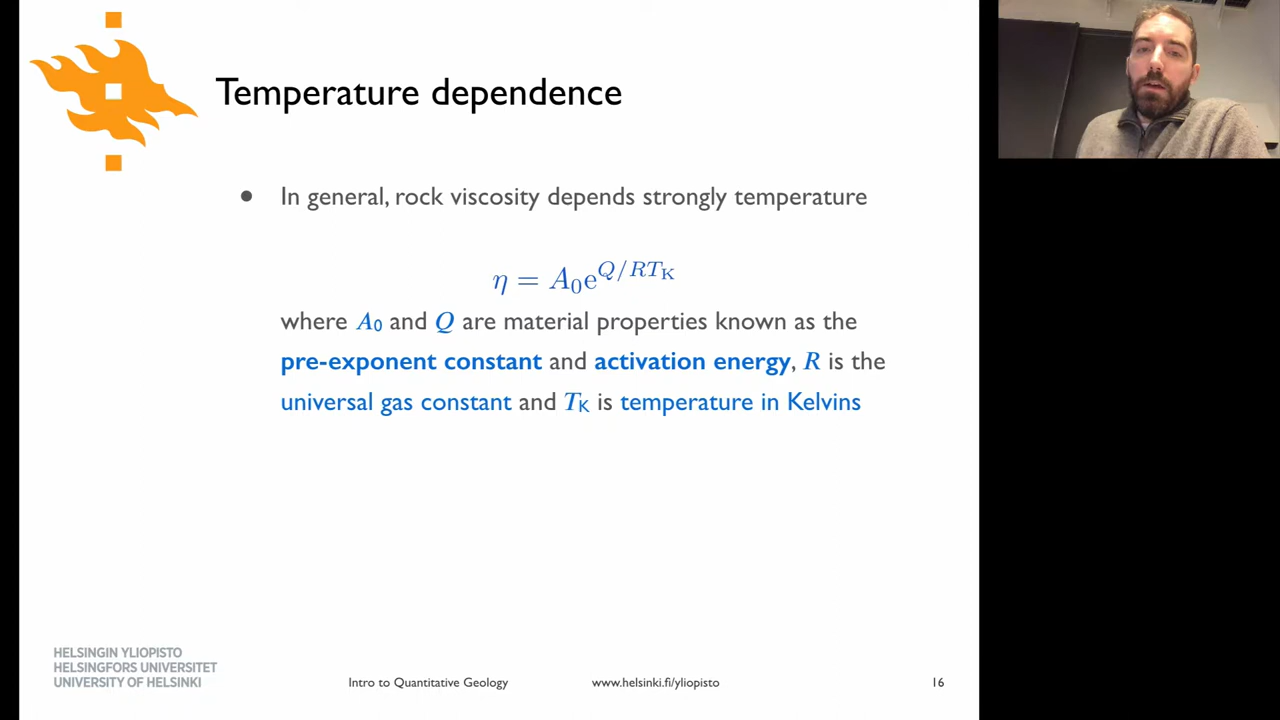 Temperature dependence
● In general, rock viscosity depends strongly temperature
η = A₀e^{Q/RT_K}
where A₀ and Q are material properties known as the
pre-exponent constant and activation energy, R is the
universal gas constant and T_K is temperature in Kelvins
HELSINGIN YLIOPISTO
HELSINGFORS UNIVERSITET
UNIVERSITY OF HELSINKI
Intro to Quantitative Geology
www.helsinki.fi/yliopisto
16